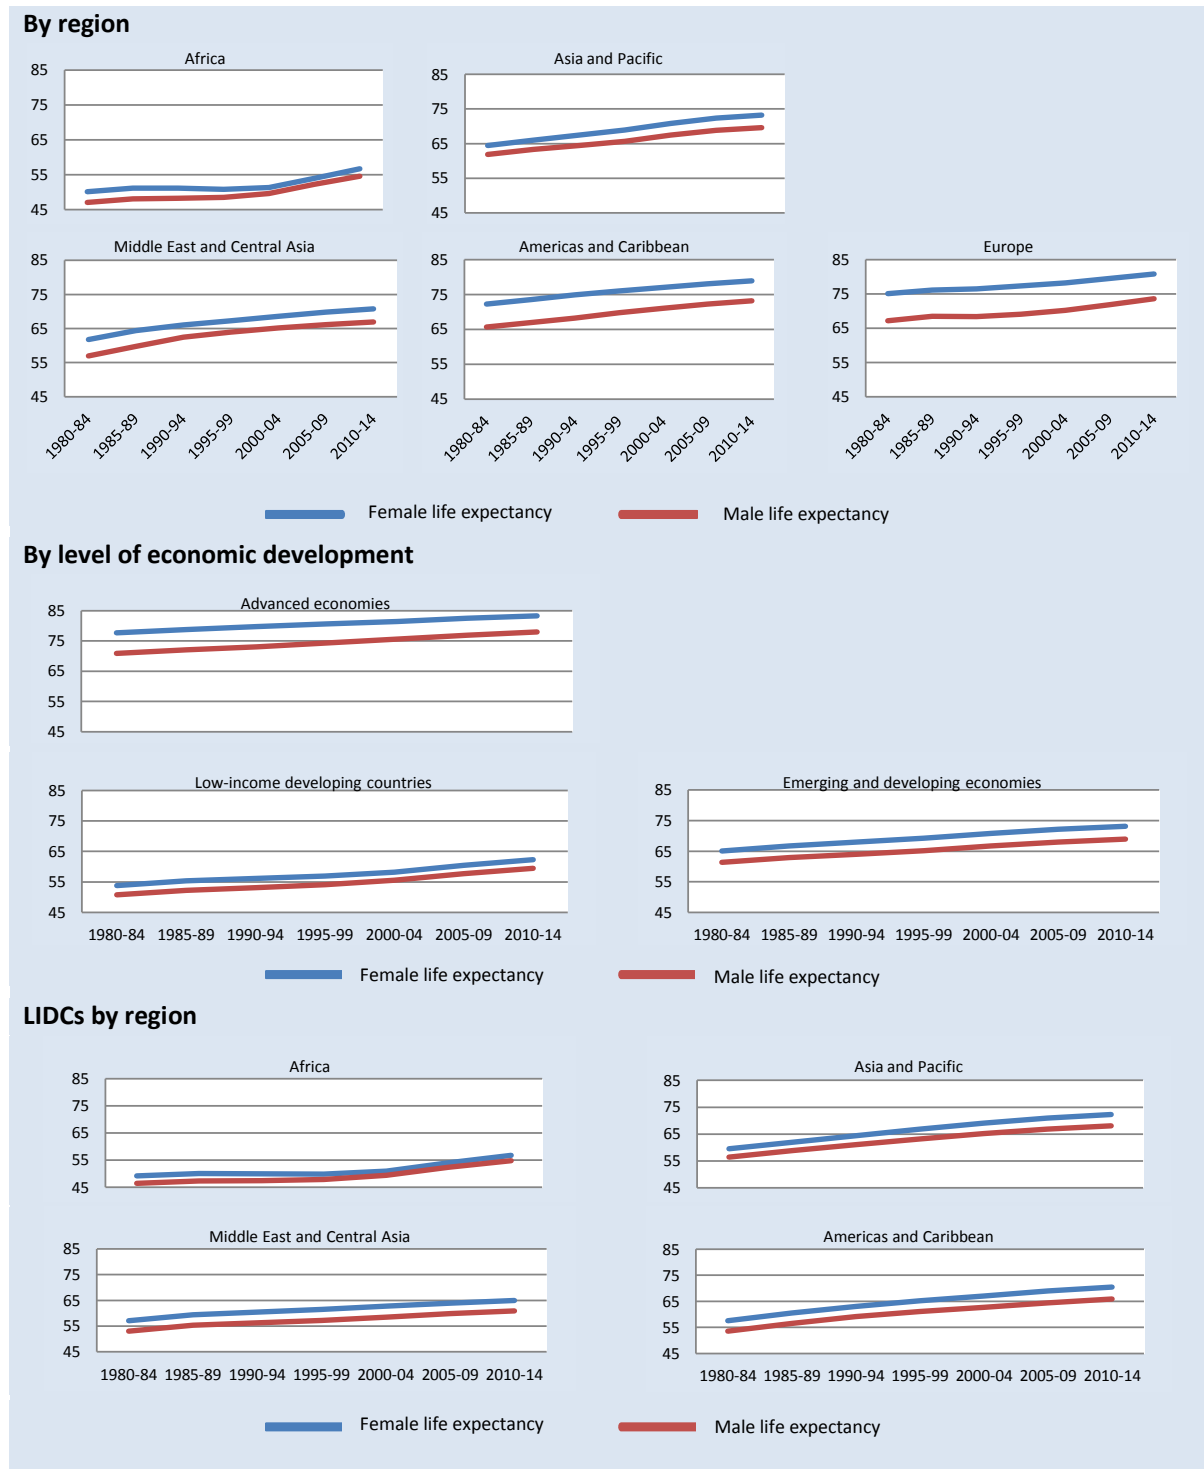 By region
Africa
85
75
65
55
45
Asia and Pacific
85
75
65
55
45
Middle East and Central Asia
85
75
65
55
45
1980-84 1985-89 1990-94 1995-99 2000-04 2005-09 2010-14
Americas and Caribbean
85
75
65
55
45
1980-84 1985-89 1990-94 1995-99 2000-04 2005-09 2010-14
Europe
85
75
65
55
45
1980-84 1985-89 1990-94 1995-99 2000-04 2005-09 2010-14
Female life expectancy Male life expectancy
By level of economic development
Advanced economies
85
75
65
55
45
Low-income developing countries
85
75
65
55
45
1980-84 1985-89 1990-94 1995-99 2000-04 2005-09 2010-14
Emerging and developing economies
85
75
65
55
45
1980-84 1985-89 1990-94 1995-99 2000-04 2005-09 2010-14
Female life expectancy Male life expectancy
LIDCs by region
Africa
85
75
65
55
45
Asia and Pacific
85
75
65
55
45
Middle East and Central Asia
85
75
65
55
45
1980-84 1985-89 1990-94 1995-99 2000-04 2005-09 2010-14
Americas and Caribbean
85
75
65
55
45
1980-84 1985-89 1990-94 1995-99 2000-04 2005-09 2010-14
Female life expectancy Male life expectancy